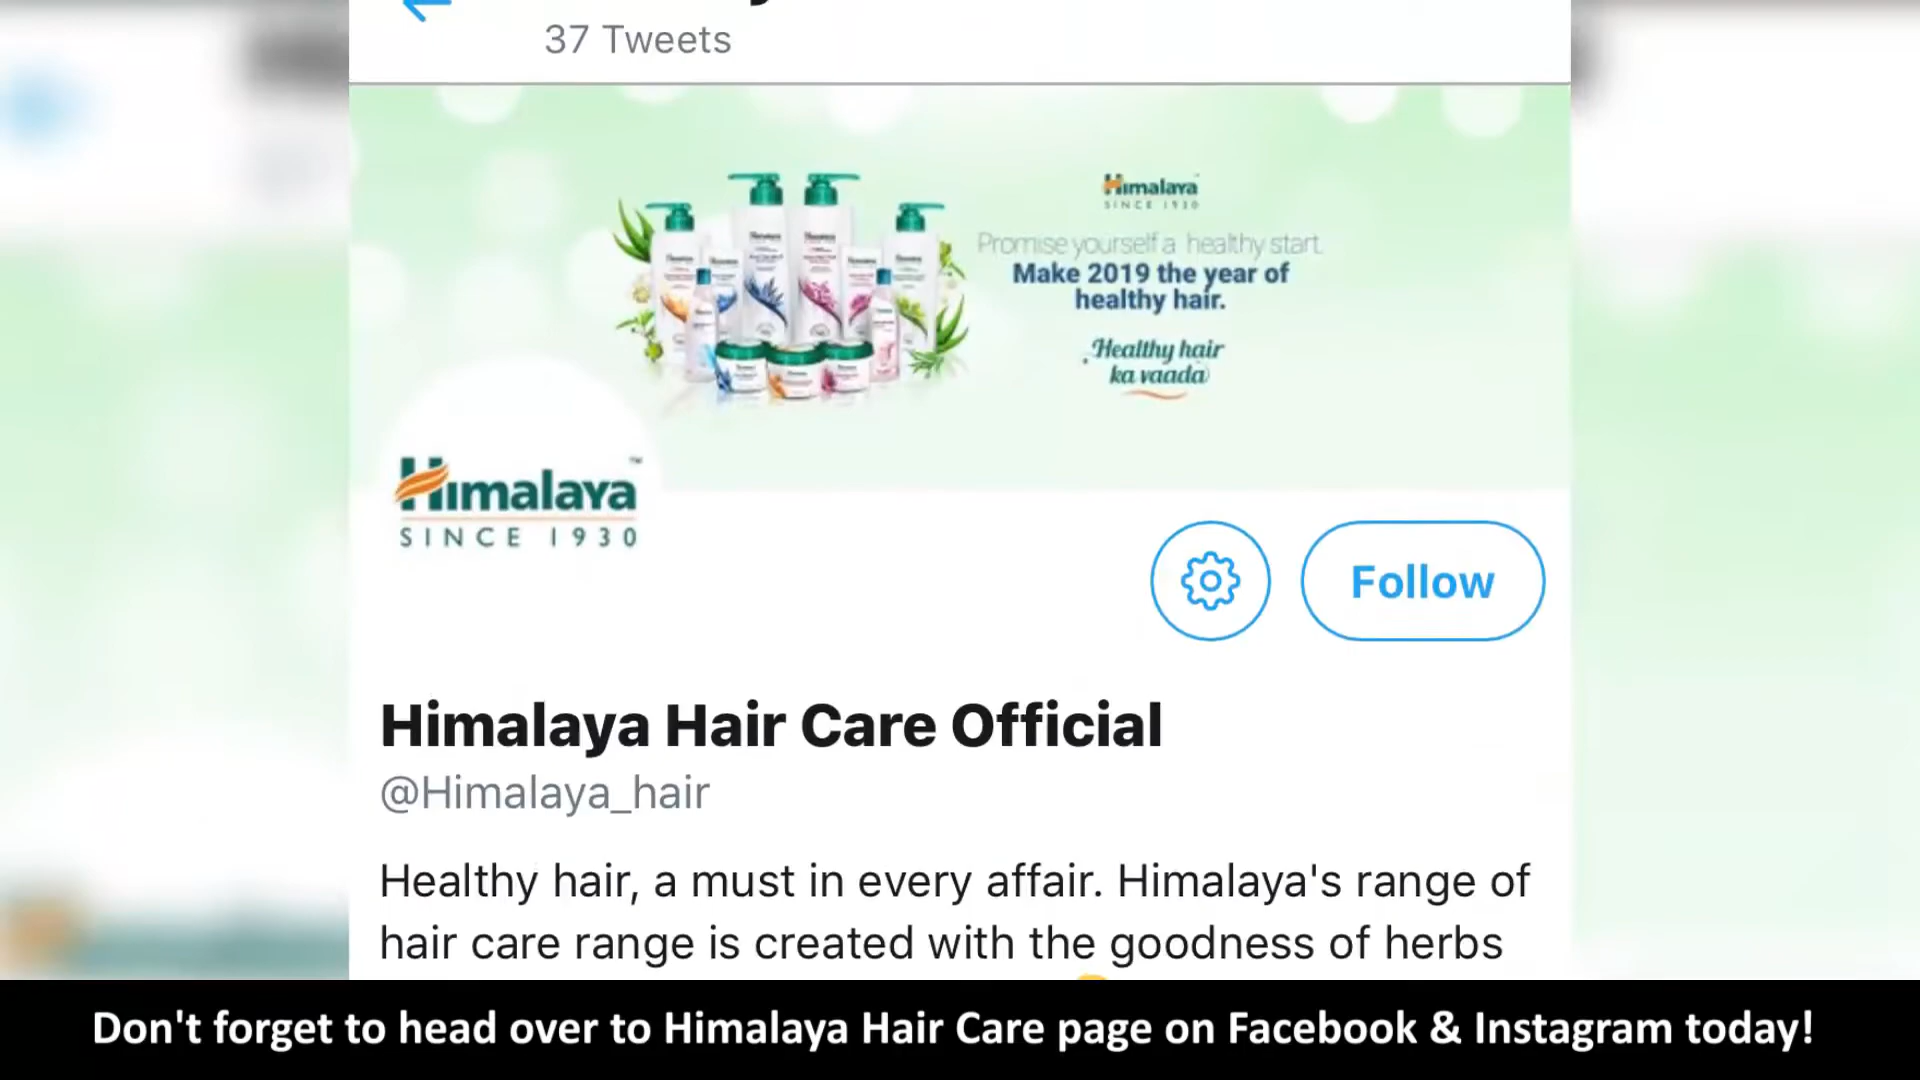 37 Tweets
Himalaya
SINCE 1930
Promise yourself a healthy start.
Make 2019 the year of
healthy hair.
Healthy hair
ka vaada
Himalaya™
SINCE 1930
Follow
Himalaya Hair Care Official
@Himalaya_hair
Healthy hair, a must in every affair. Himalaya's range of
hair care range is created with the goodness of herbs
Don't forget to head over to Himalaya Hair Care page on Facebook & Instagram today!